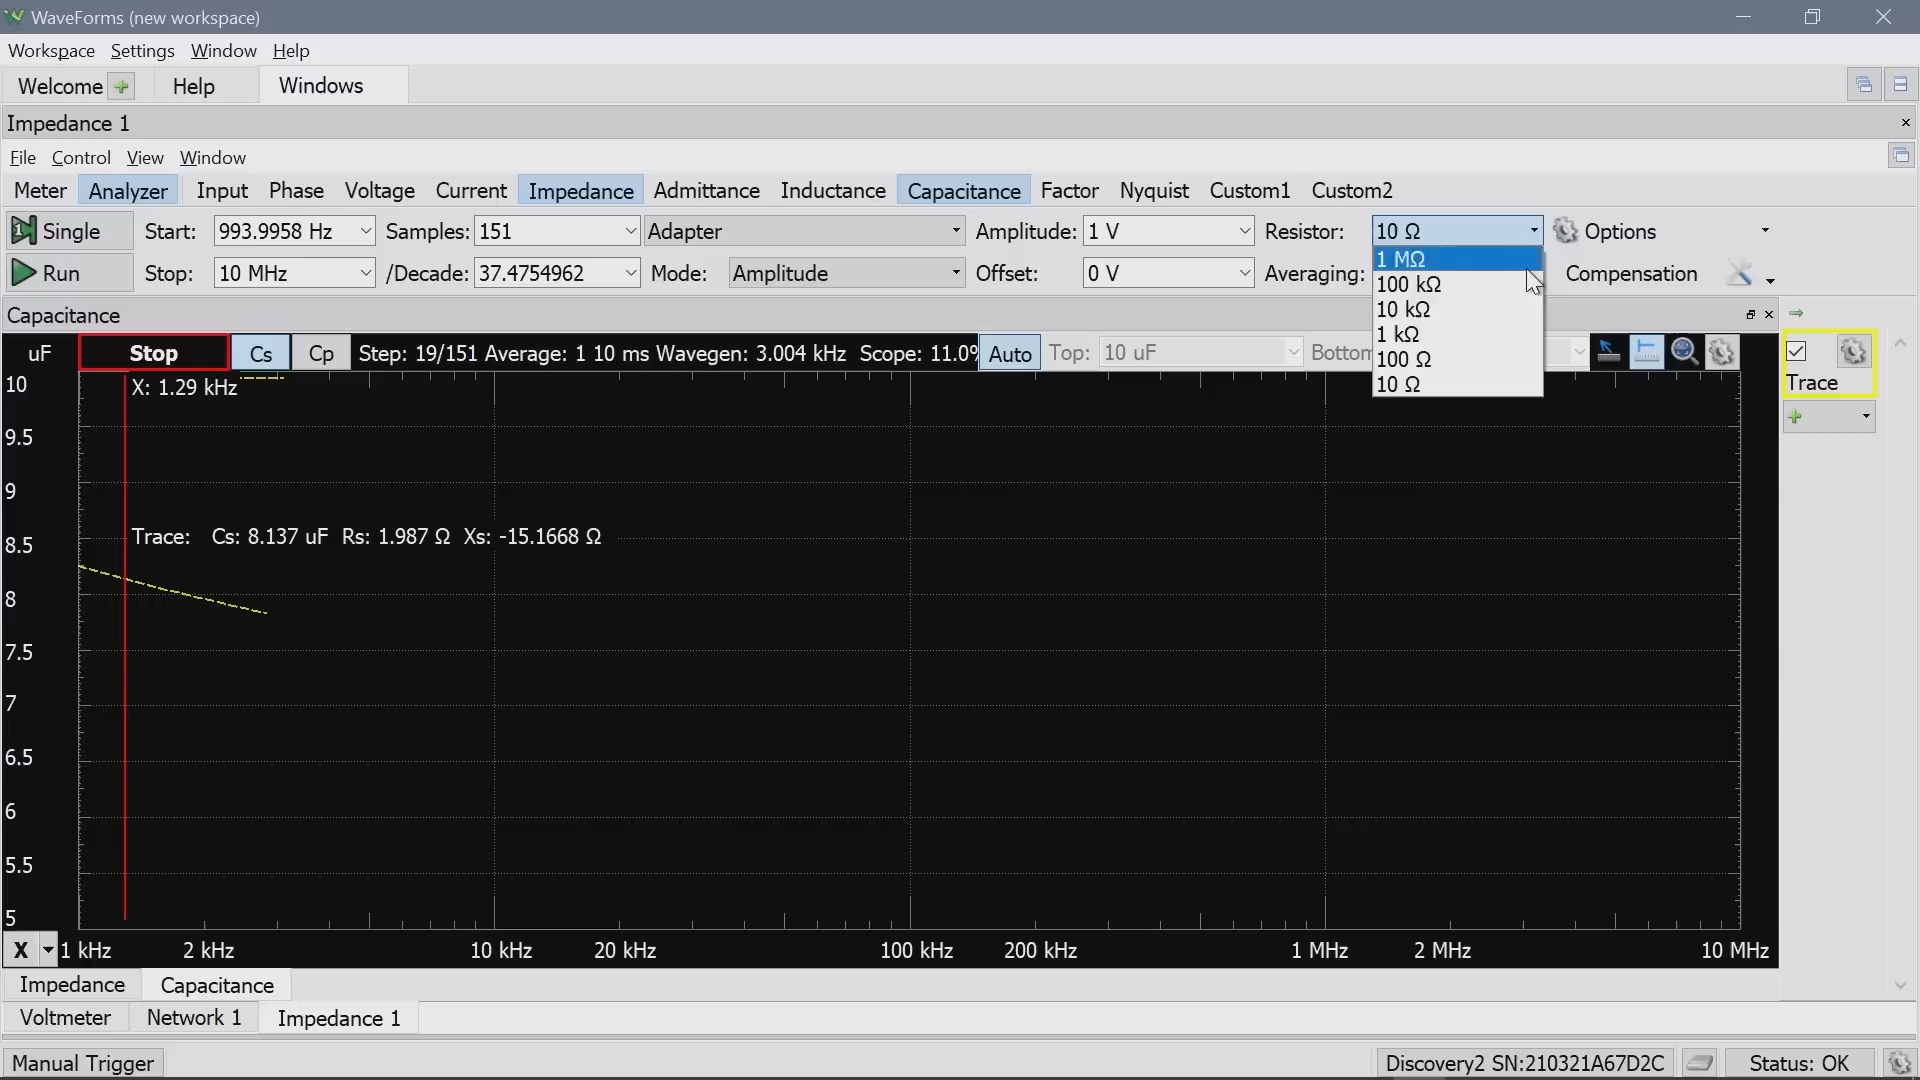 WaveForms (new workspace)
Workspace Settings Window Help
Welcome Help Windows
Impedance 1
File Control View Window
Meter Analyzer Input Phase Voltage Current Impedance Admittance Inductance Capacitance Factor Nyquist Custom1 Custom2
Single Start: 993.9958 Hz Samples: 151 Adapter Amplitude: 1 V Resistor: 10 Ω Options
Run Stop: 10 MHz /Decade: 37.4754962 Mode: Amplitude Offset: 0 V Averaging: Compensation
1 MΩ
100 kΩ
10 kΩ
1 kΩ
100 Ω
10 Ω
Capacitance
uF Stop Cs Cp Step: 19/151 Average: 1 10 ms Wavegen: 3.004 kHz Scope: 11.0% Auto Top: 10 uF Bottom
Trace
10 X: 1.29 kHz
9.5
9
8.5 Trace: Cs: 8.137 uF Rs: 1.987 Ω Xs: -15.1668 Ω
8
7.5
7
6.5
6
5.5
5
X 1 kHz 2 kHz 10 kHz 20 kHz 100 kHz 200 kHz 1 MHz 2 MHz 10 MHz
Impedance Capacitance
Voltmeter Network 1 Impedance 1
Manual Trigger Discovery2 SN:210321A67D2C Status: OK